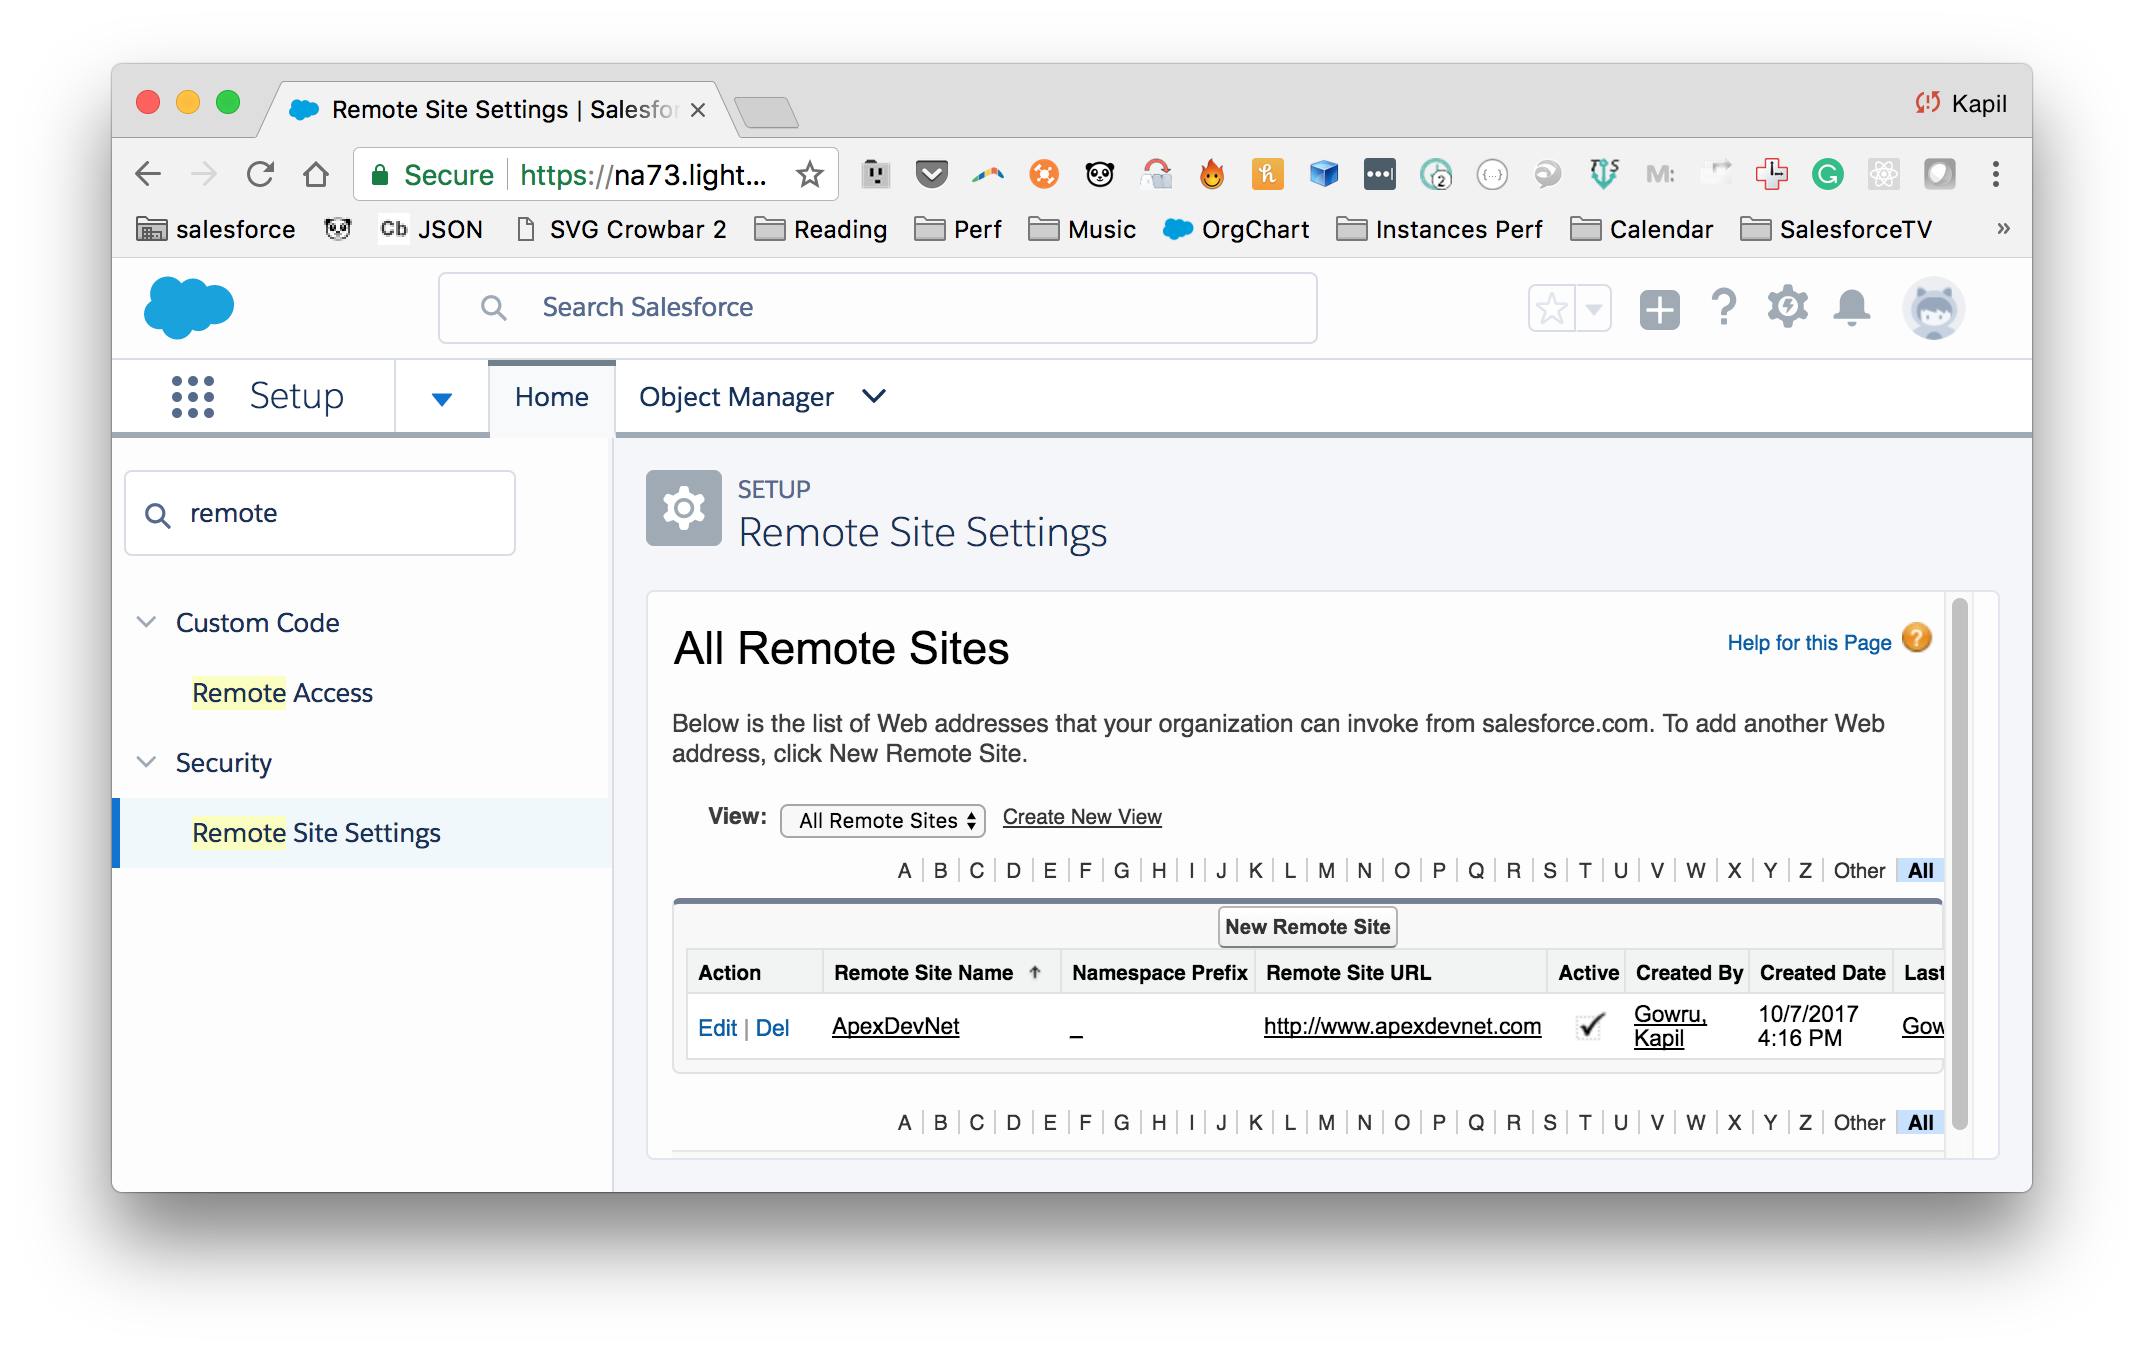 Remote Site Settings | Salesfor
Kapil
Secure https://na73.light...
salesforce
Cb JSON
SVG Crowbar 2
Reading
Perf
Music
OrgChart
Instances Perf
Calendar
SalesforceTV
»
Search Salesforce
Setup
Home
Object Manager
remote
Custom Code
Remote Access
Security
Remote Site Settings
SETUP
Remote Site Settings
All Remote Sites
Help for this Page ?
Below is the list of Web addresses that your organization can invoke from salesforce.com. To add another Web
address, click New Remote Site.
View: All Remote Sites Create New View
A | B | C | D | E | F | G | H | I | J | K | L | M | N | O | P | Q | R | S | T | U | V | W | X | Y | Z | Other | All
New Remote Site
Action Remote Site Name Namespace Prefix Remote Site URL Active Created By Created Date Last
Edit | Del ApexDevNet _ http://www.apexdevnet.com Gowru, Kapil 10/7/2017 4:16 PM Gow
A | B | C | D | E | F | G | H | I | J | K | L | M | N | O | P | Q | R | S | T | U | V | W | X | Y | Z | Other | All